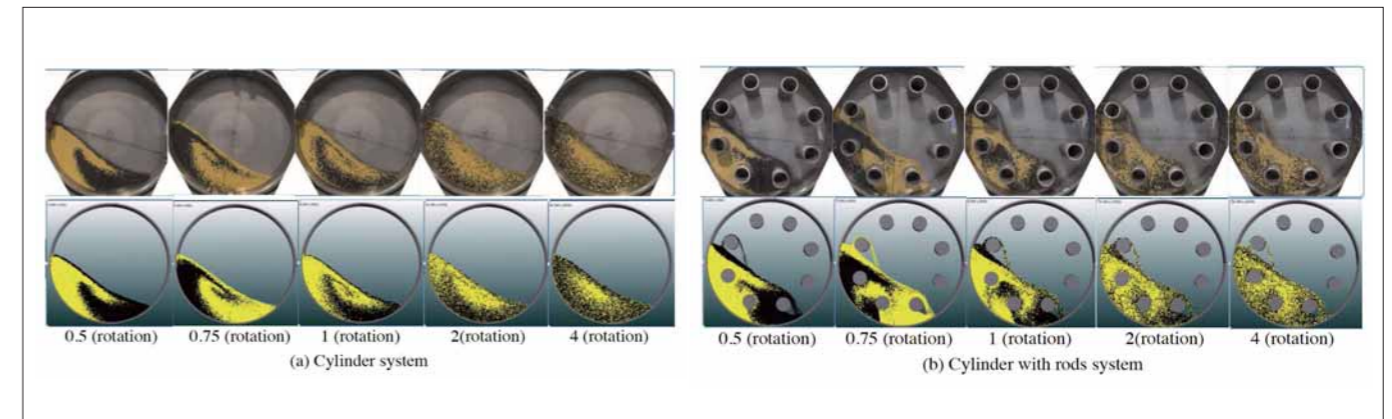 0.5 (rotation) 0.75 (rotation) 1 (rotation) 2(rotation) 4 (rotation)
(a) Cylinder system
0.5 (rotation) 0.75 (rotation) 1 (rotation) 2(rotation) 4 (rotation)
(b) Cylinder with rods system